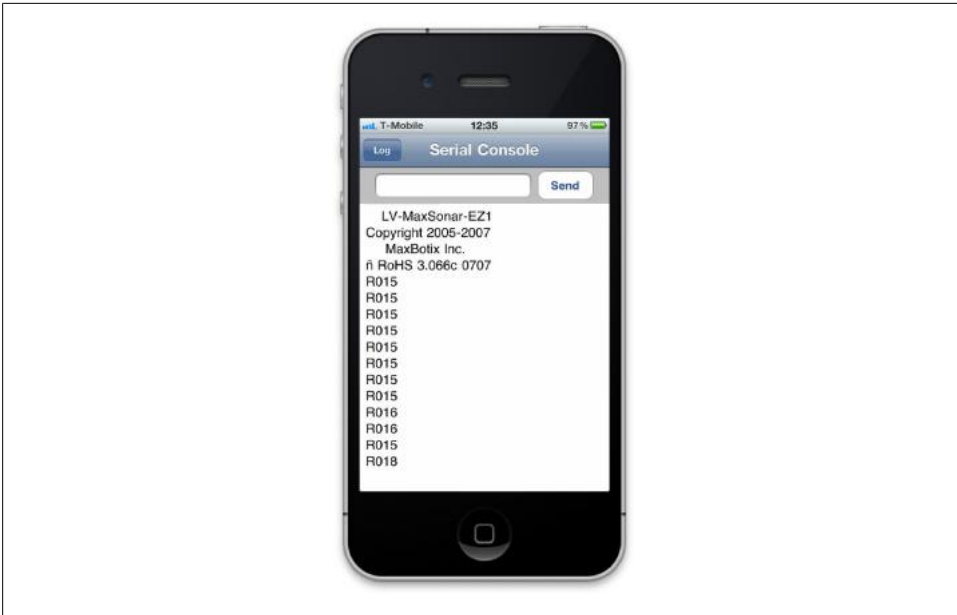 T-Mobile 12:35 97%
Log Serial Console
Send
LV-MaxSonar-EZ1
Copyright 2005-2007
MaxBotix Inc.
ñ RoHS 3.066c 0707
R015
R015
R015
R015
R015
R015
R015
R015
R016
R016
R015
R018